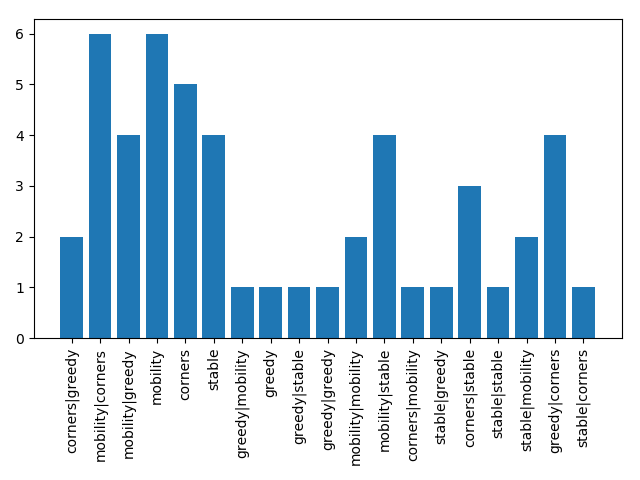 6
5
4
3
2
1
0
corners|greedy
mobility|corners
mobility|greedy
mobility
corners
stable
greedy|mobility
greedy
greedy|stable
greedy|greedy
mobility|mobility
mobility|stable
corners|mobility
stable|greedy
corners|stable
stable|stable
stable|mobility
greedy|corners
stable|corners